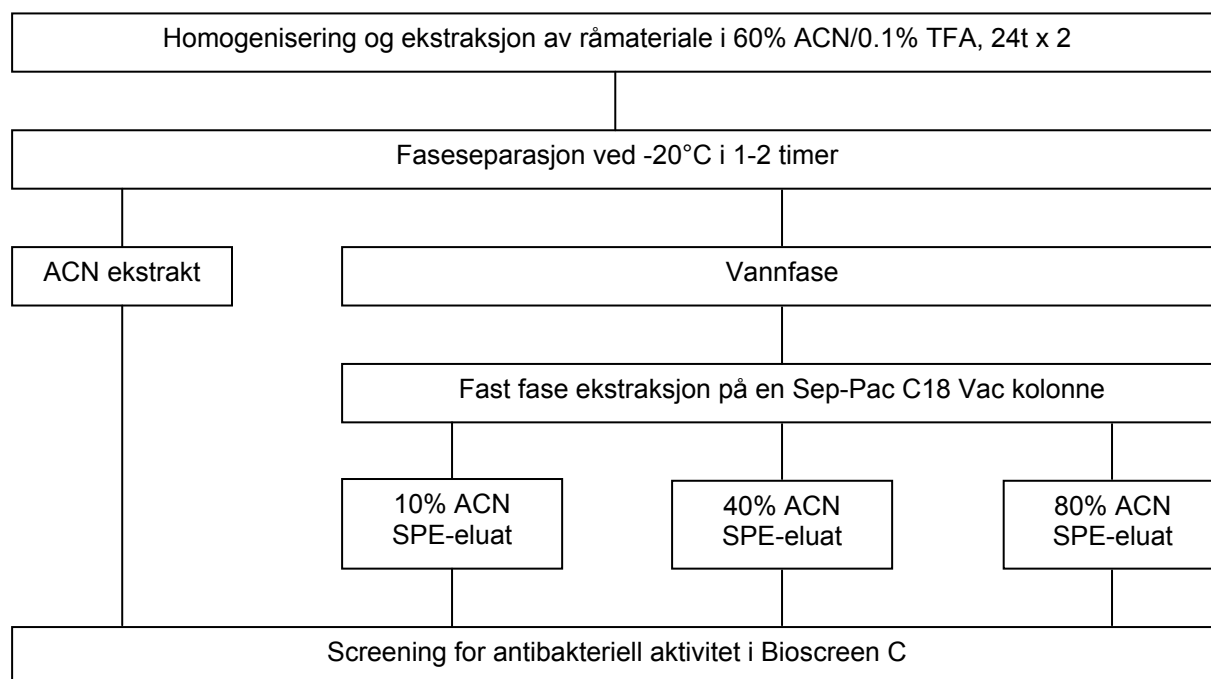 Homogenisering og ekstraksjon av råmateriale i 60% ACN/0.1% TFA, 24t x 2
Faseseparasjon ved -20°C i 1-2 timer
ACN ekstrakt
Vannfase
Fast fase ekstraksjon på en Sep-Pac C18 Vac kolonne
10% ACN
SPE-eluat
40% ACN
SPE-eluat
80% ACN
SPE-eluat
Screening for antibakteriell aktivitet i Bioscreen C